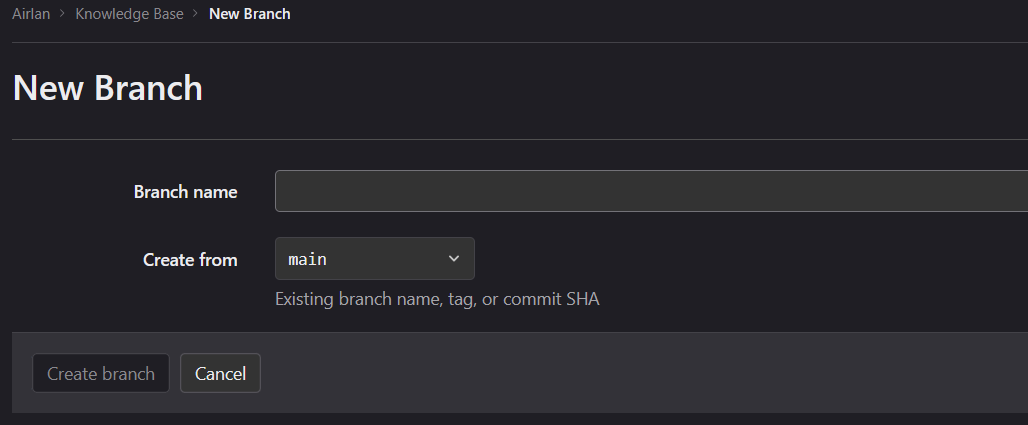 Airlan > Knowledge Base > New Branch
New Branch
Branch name
Create from main
Existing branch name, tag, or commit SHA
Create branch Cancel